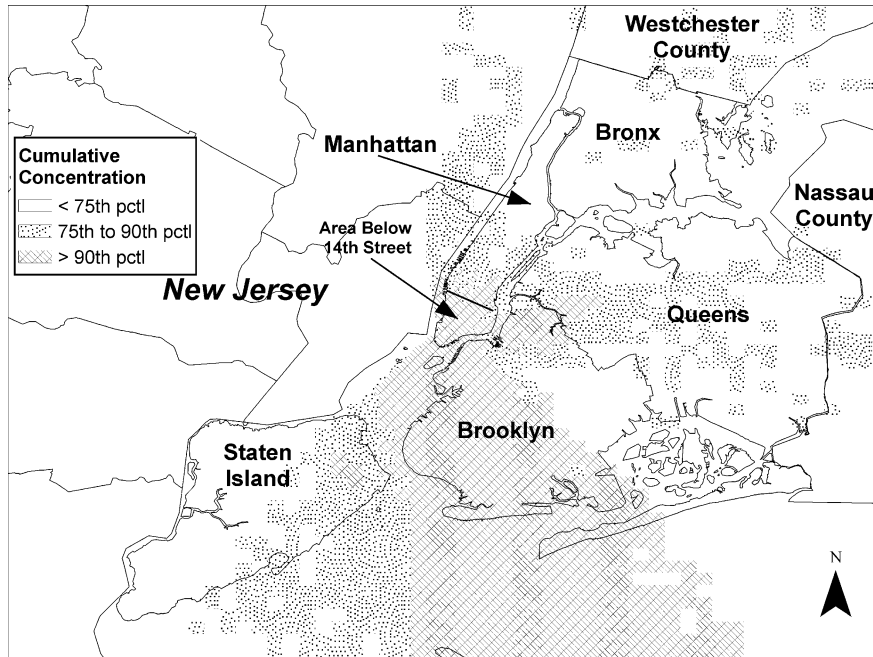 Westchester
County
Manhattan
Bronx
Cumulative
Concentration
< 75th pctl
75th to 90th pctl
> 90th pctl
Nassau
County
Area Below
14th Street
New Jersey
Queens
Brooklyn
Staten
Island
N